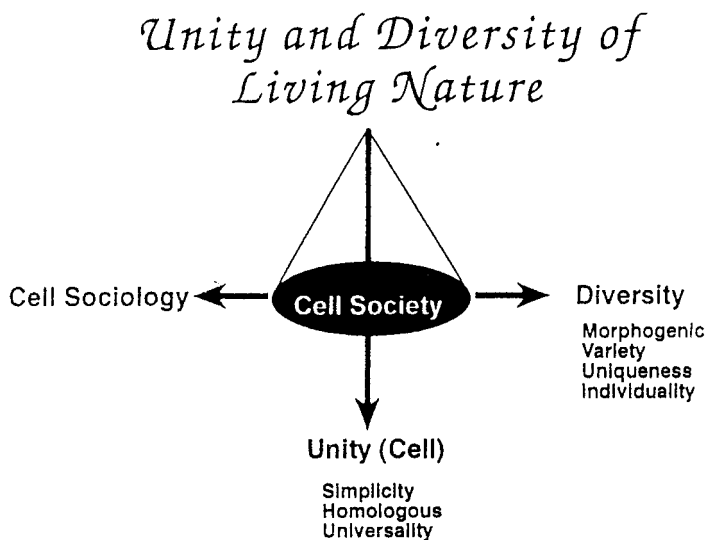 Unity and Diversity of
Living Nature
Cell Sociology
Cell Society
Diversity
Morphogenic
Variety
Uniqueness
Individuality
Unity (Cell)
Simplicity
Homologous
Universality